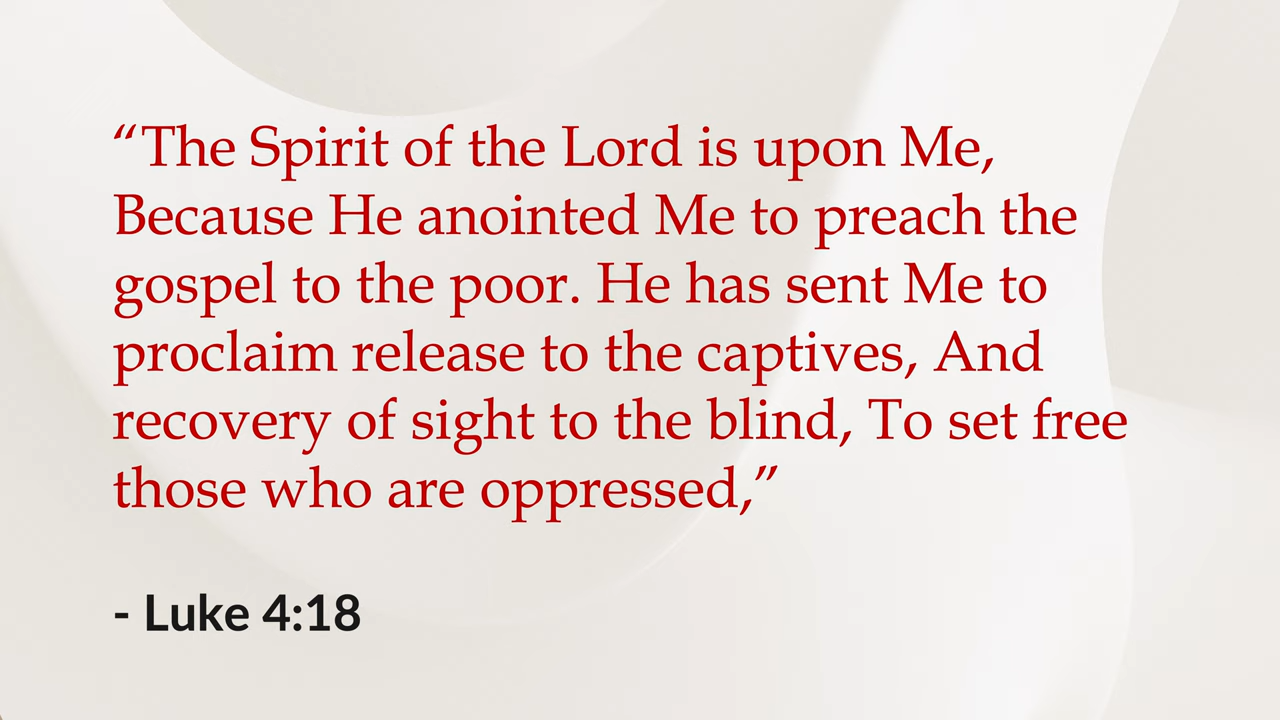 “The Spirit of the Lord is upon Me,
Because He anointed Me to preach the
gospel to the poor. He has sent Me to
proclaim release to the captives, And
recovery of sight to the blind, To set free
those who are oppressed,”
- Luke 4:18